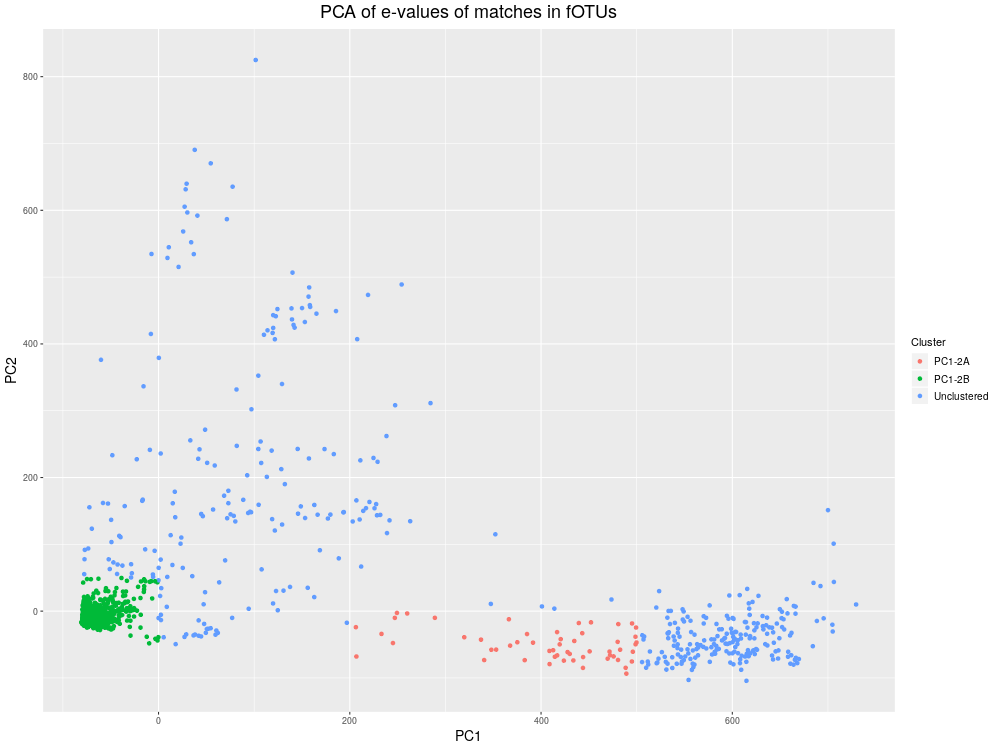 PCA of e-values of matches in fOTUs
PC2
800
600
400
200
0
0
200
400
600
PC1
Cluster
PC1-2A
PC1-2B
Unclustered